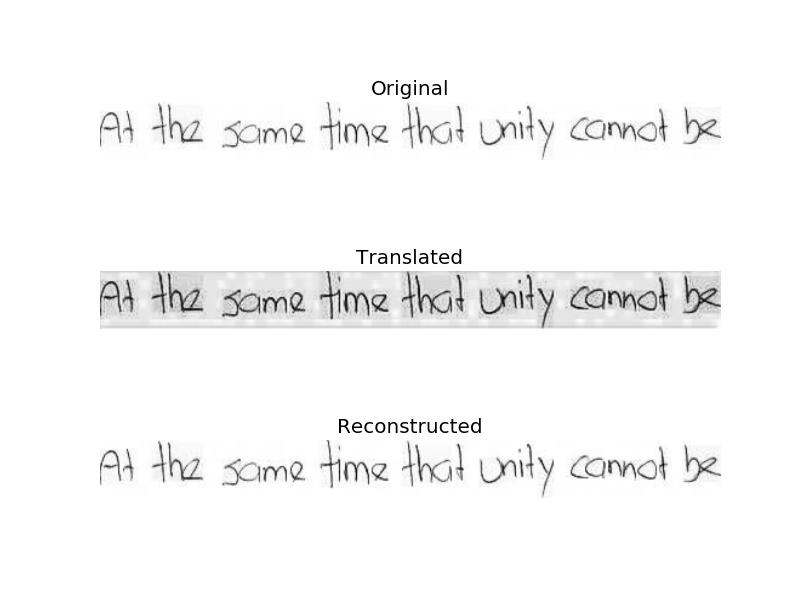 Original
At the same time that unity cannot be
Translated
At the same time that unity cannot be
Reconstructed
At the same time that unity cannot be